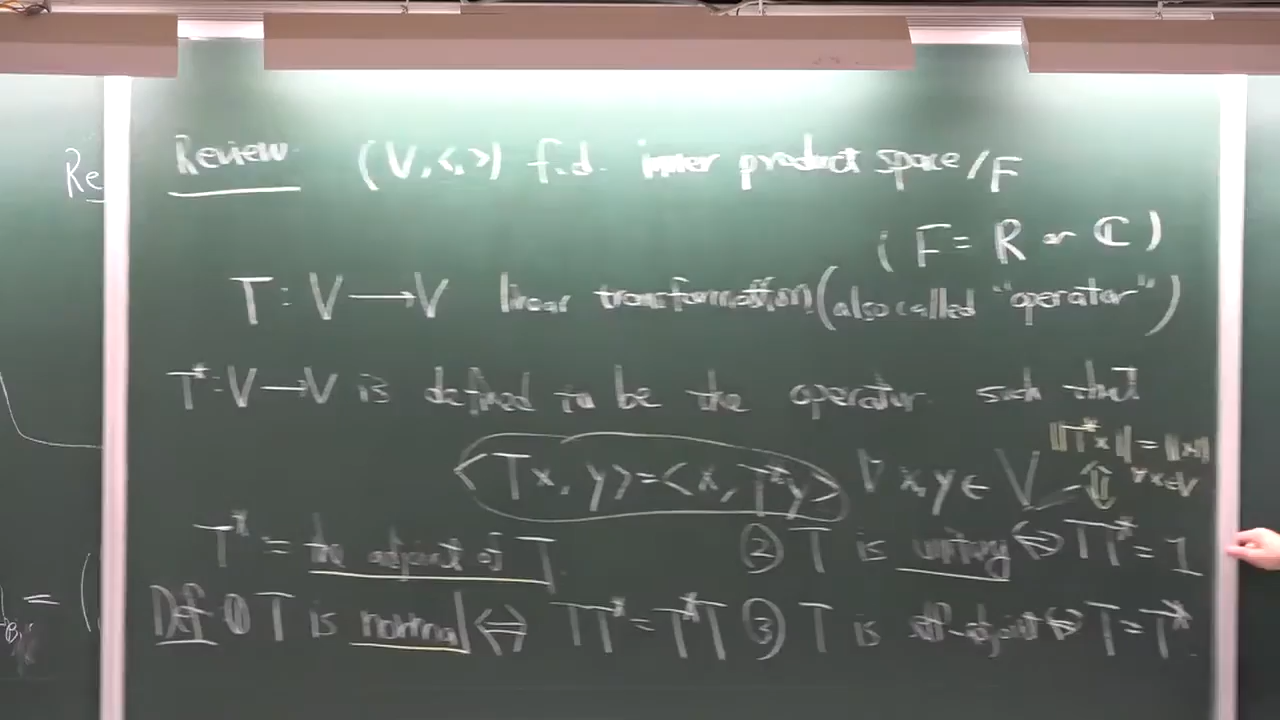 Re
Review (V, <,>) f.d. inner product space/F
(F = R or ℂ)
T: V → V linear transformation (also called "operator")
T*: V → V is defined to be the operator such that
<Tx, y> = <x, T*y> ∀ x, y ∈ V
||T*x|| = ||x||
⇕ ∀x∈V
T* = the adjoint of T
② T is unitary ⇔ TT* = 1
Def ① T is normal ⇔ TT* = T*T
③ T is self-adjoint ⇔ T = T*